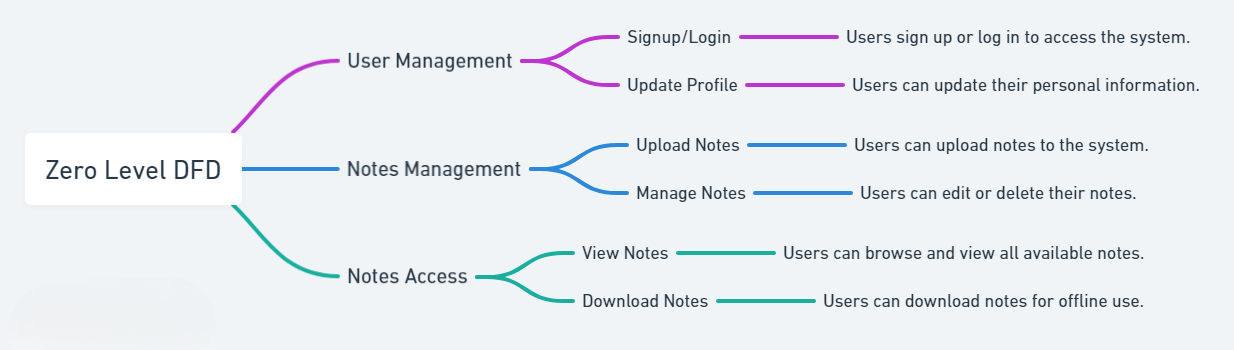 Zero Level DFD
User Management
Signup/Login
Users sign up or log in to access the system.
Update Profile
Users can update their personal information.
Notes Management
Upload Notes
Users can upload notes to the system.
Manage Notes
Users can edit or delete their notes.
Notes Access
View Notes
Users can browse and view all available notes.
Download Notes
Users can download notes for offline use.